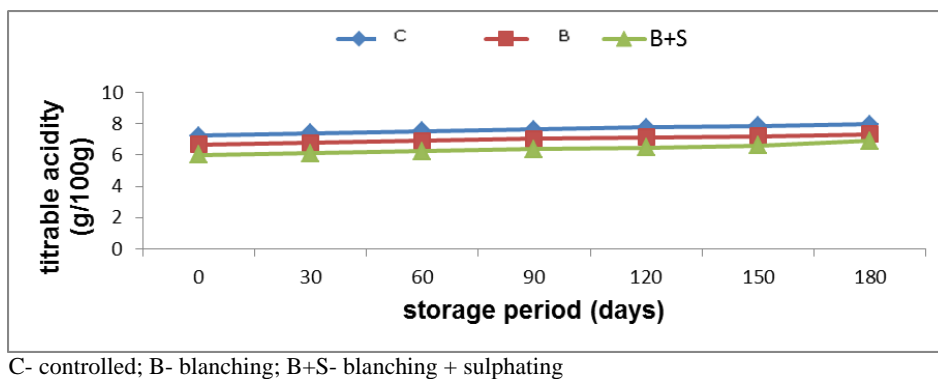 C B B+S
titrable acidity
(g/100g)
10
8
6
4
2
0
0 30 60 90 120 150 180
storage period (days)
C- controlled; B- blanching; B+S- blanching + sulphating